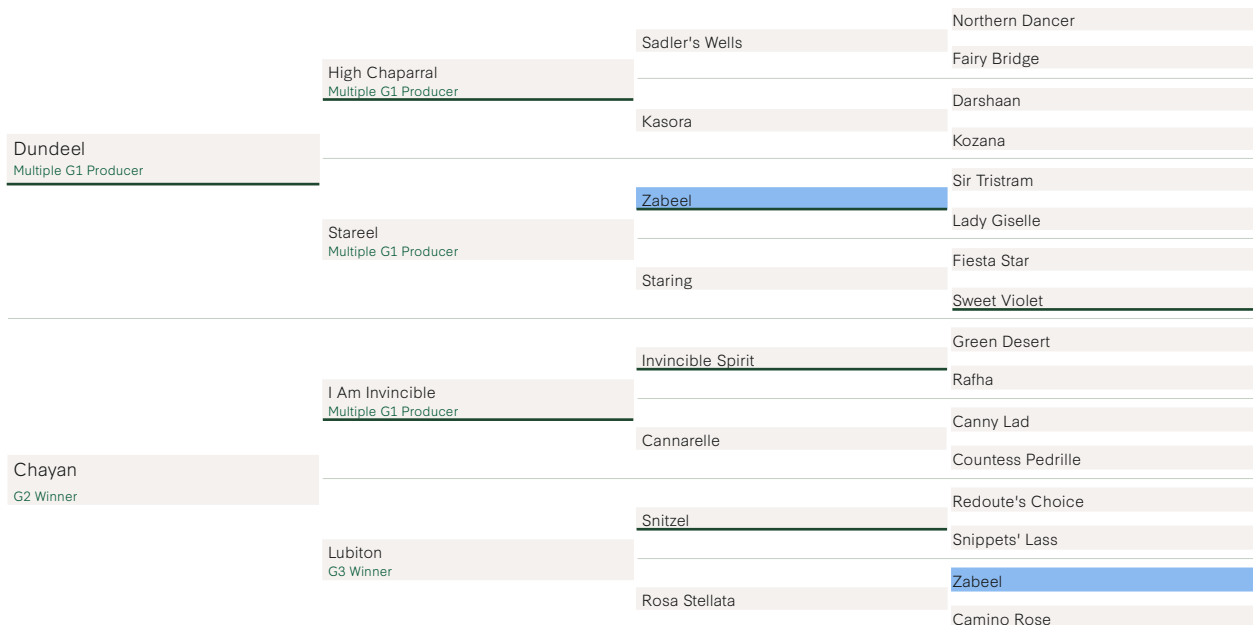 Dundeel
Multiple G1 Producer
Chayan
G2 Winner
High Chaparral
Multiple G1 Producer
Stareel
Multiple G1 Producer
I Am Invincible
Multiple G1 Producer
Lubiton
G3 Winner
Sadler's Wells
Kasora
Zabeel
Staring
Invincible Spirit
Cannarelle
Snitzel
Rosa Stellata
Northern Dancer
Fairy Bridge
Darshaan
Kozana
Sir Tristram
Lady Giselle
Fiesta Star
Sweet Violet
Green Desert
Rafha
Canny Lad
Countess Pedrille
Redoute's Choice
Snippets' Lass
Zabeel
Camino Rose